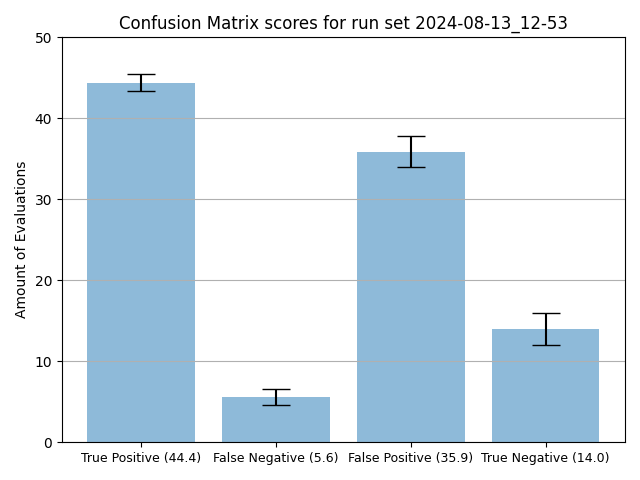 Confusion Matrix scores for run set 2024-08-13_12-53
Amount of Evaluations
50
40
30
20
10
0
True Positive (44.4)
False Negative (5.6)
False Positive (35.9)
True Negative (14.0)